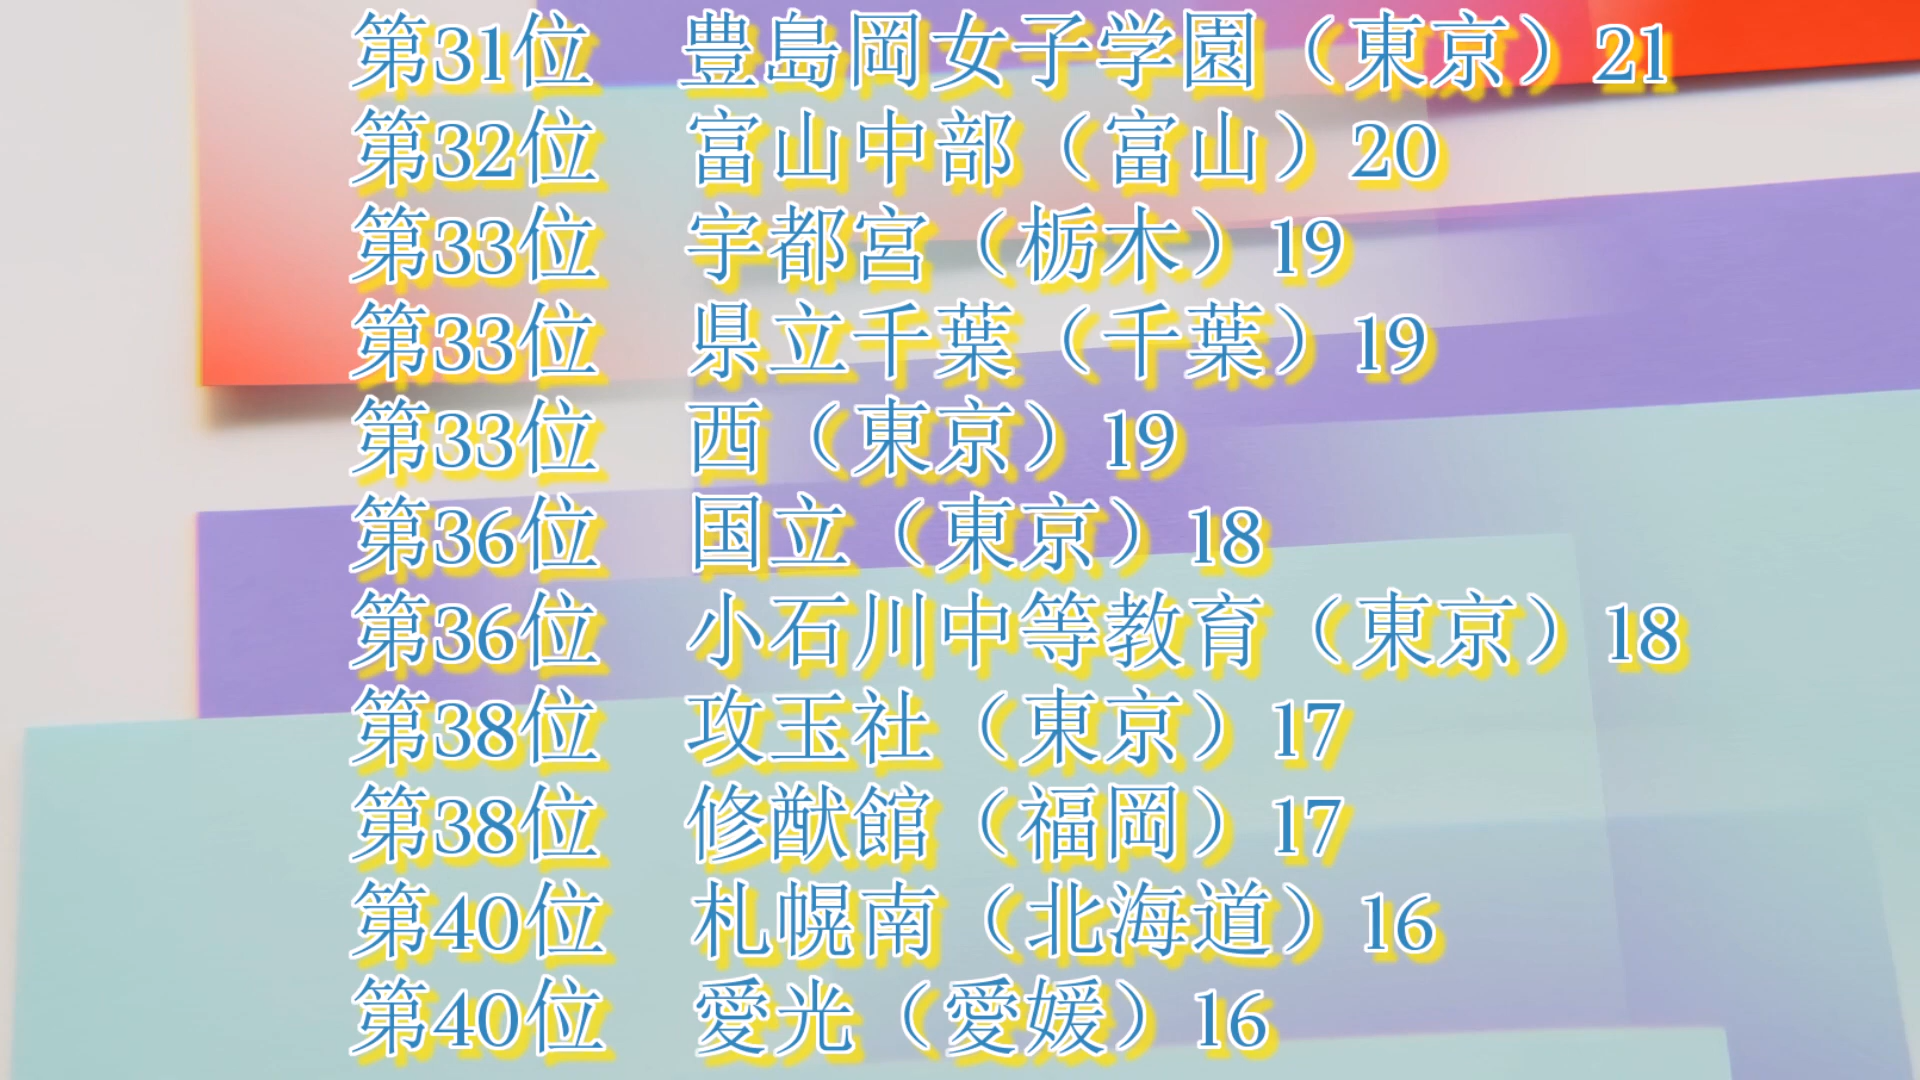 第31位　豊島岡女子学園（東京）21
第32位　富山中部（富山）20
第33位　宇都宮（栃木）19
第33位　県立千葉（千葉）19
第33位　西（東京）19
第36位　国立（東京）18
第36位　小石川中等教育（東京）18
第38位　攻玉社（東京）17
第38位　修猷館（福岡）17
第40位　札幌南（北海道）16
第40位　愛光（愛媛）16